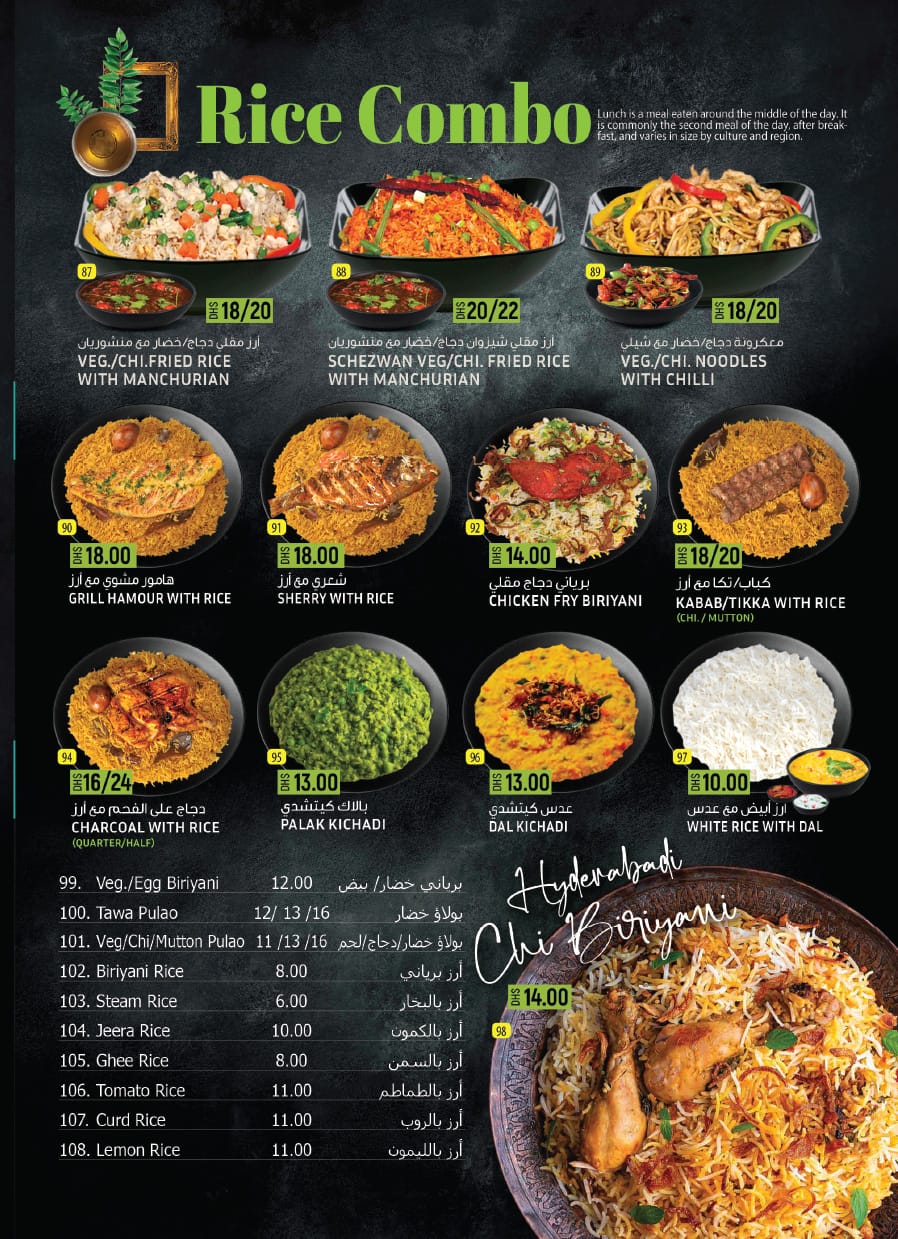 Rice Combo
Lunch is a meal eaten around the middle of the day. It
is commonly the second meal of the day, after break-
fast, and varies in size by culture and region.
87
DHS 18/20
أرز مقلي دجاج/خضار مع منشوريان
VEG./CHI.FRIED RICE
WITH MANCHURIAN
88
DHS 20/22
أرز مقلي شيزوان دجاج/خضار مع منشوريان
SCHEZWAN VEG/CHI. FRIED RICE
WITH MANCHURIAN
89
DHS 18/20
معكرونة دجاج/خضار مع شيلي
VEG./CHI. NOODLES
WITH CHILLI
90
DHS 18.00
هامور مشوي مع أرز
GRILL HAMOUR WITH RICE
91
DHS 18.00
شعري مع أرز
SHERRY WITH RICE
92
DHS 14.00
برياني دجاج مقلي
CHICKEN FRY BIRIYANI
93
DHS 18/20
كباب/تكا مع أرز
KABAB/TIKKA WITH RICE
(CHI. / MUTTON)
94
DHS 16/24
دجاج على الفحم مع أرز
CHARCOAL WITH RICE
(QUARTER/HALF)
95
DHS 13.00
بالاك كيتشدي
PALAK KICHADI
96
DHS 13.00
عدس كيتشدي
DAL KICHADI
97
DHS 10.00
أرز أبيض مع عدس
WHITE RICE WITH DAL
99. Veg./Egg Biriyani 12.00 برياني خضار/ بيض
100. Tawa Pulao 12/ 13 /16 بولاؤ خضار
101. Veg/Chi/Mutton Pulao 11 /13 /16 بولاؤ خضار/دجاج/لحم
102. Biriyani Rice 8.00 أرز برياني
103. Steam Rice 6.00 أرز بالبخار
104. Jeera Rice 10.00 أرز بالكمون
105. Ghee Rice 8.00 أرز بالسمن
106. Tomato Rice 11.00 أرز بالطماطم
107. Curd Rice 11.00 أرز بالروب
108. Lemon Rice 11.00 أرز بالليمون
Hyderabadi
Chi Biriyani
DHS 14.00
98